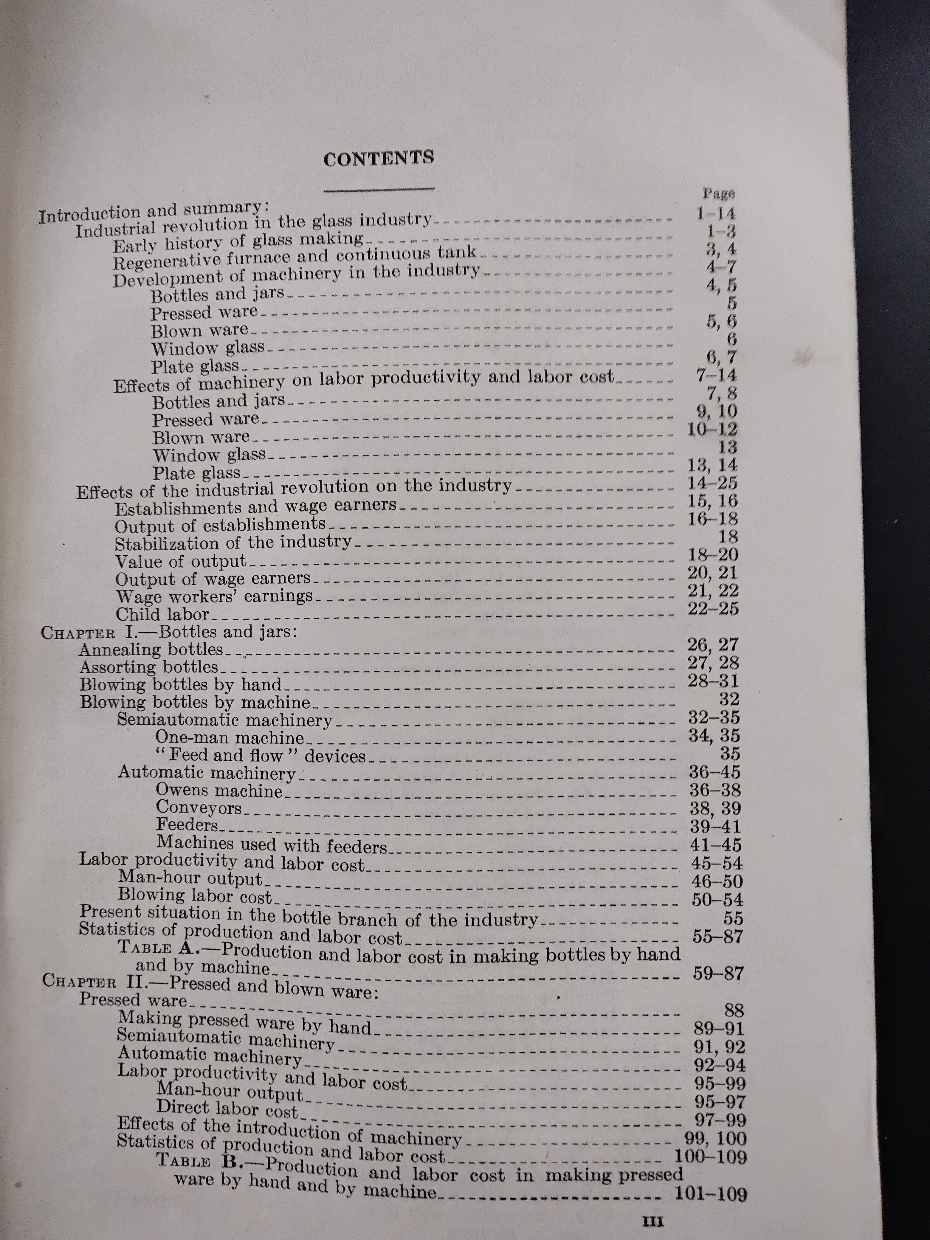 CONTENTS
Page
Introduction and summary:
Industrial revolution in the glass industry 1–14
Early history of glass making 1–3
Regenerative furnace and continuous tank 3, 4
Development of machinery in the industry 4–7
Bottles and jars 4, 5
Pressed ware 5
Blown ware 5, 6
Window glass 6
Plate glass 6, 7
Effects of machinery on labor productivity and labor cost 7–14
Bottles and jars 7, 8
Pressed ware 9, 10
Blown ware 10–12
Window glass 13
Plate glass 13, 14
Effects of the industrial revolution on the industry 14–25
Establishments and wage earners 15, 16
Output of establishments 16–18
Stabilization of the industry 18
Value of output 18–20
Output of wage earners 20, 21
Wage workers' earnings 21, 22
Child labor 22–25
CHAPTER I.—Bottles and jars:
Annealing bottles 26, 27
Assorting bottles 27, 28
Blowing bottles by hand 28–31
Blowing bottles by machine 32
Semiautomatic machinery 32–35
One-man machine 34, 35
"Feed and flow" devices 35
Automatic machinery 36–45
Owens machine 36–38
Conveyors 38, 39
Feeders 39–41
Machines used with feeders 41–45
Labor productivity and labor cost 45–54
Man-hour output 46–50
Blowing labor cost 50–54
Present situation in the bottle branch of the industry 55
Statistics of production and labor cost 55–87
TABLE A.—Production and labor cost in making bottles by hand
and by machine 59–87
CHAPTER II.—Pressed and blown ware:
Pressed ware 88
Making pressed ware by hand 89–91
Semiautomatic machinery 91, 92
Automatic machinery 92–94
Labor productivity and labor cost 95–99
Man-hour output 95–97
Direct labor cost 97–99
Effects of the introduction of machinery 99, 100
Statistics of production and labor cost 100–109
TABLE B.—Production and labor cost in making pressed
ware by hand and by machine 101–109
III